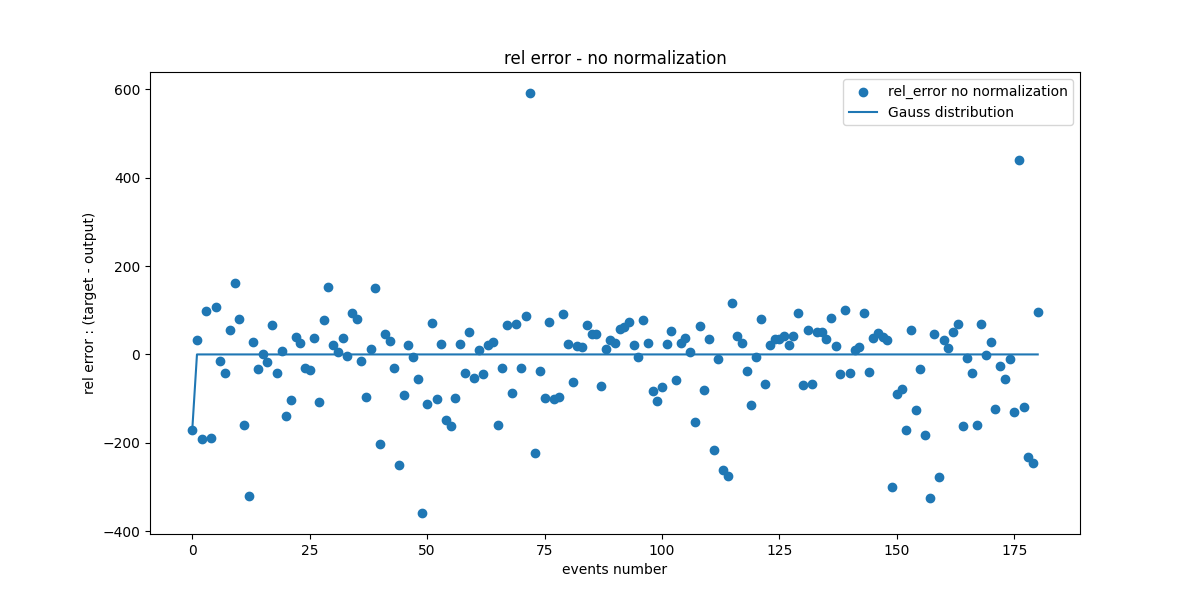 rel error - no normalization
rel_error no normalization
Gauss distribution
rel error : (target - output)
600
400
200
0
−200
−400
0
25
50
75
100
125
150
175
events number